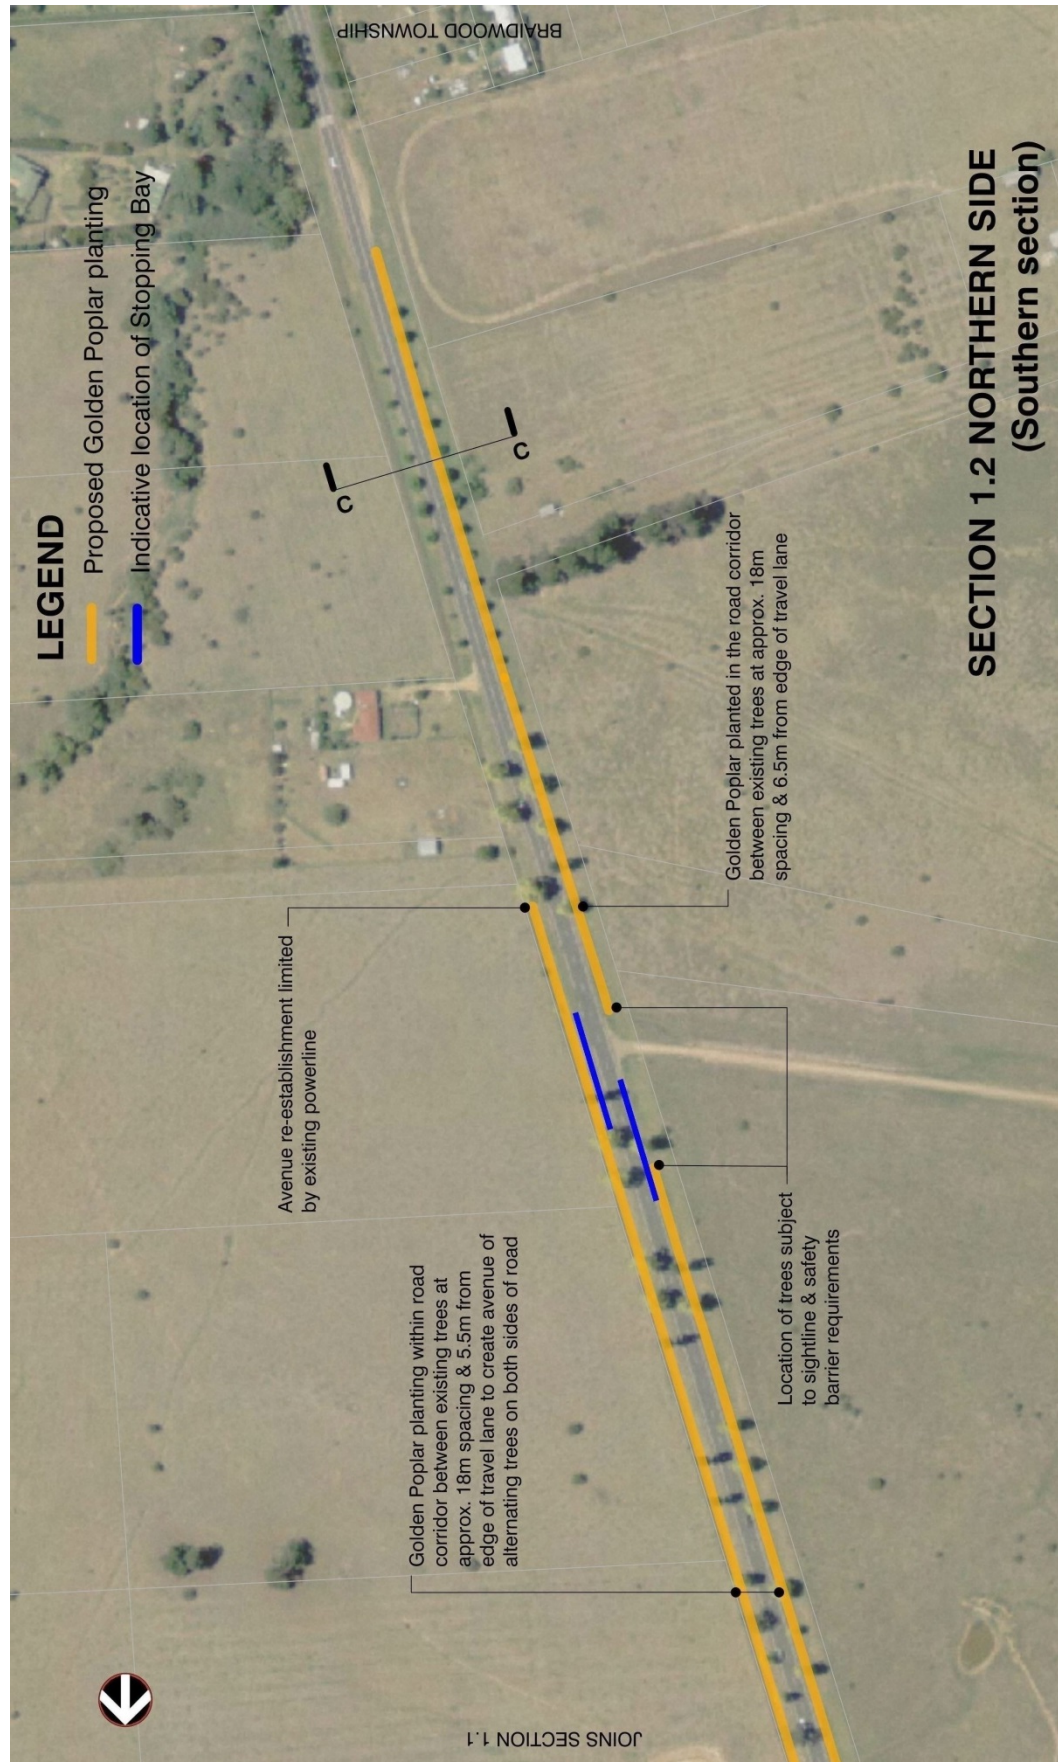 LEGEND
Proposed Golden Poplar planting
Indicative location of Stopping Bay
BRAIDWOOD TOWNSHIP
C
C
Avenue re-establishment limited
by existing powerline
Golden Poplar planted in the road corridor
between existing trees at approx. 18m
spacing & 6.5m from edge of travel lane
Golden Poplar planting within road
corridor between existing trees at
approx. 18m spacing & 5.5m from
edge of travel lane to create avenue of
alternating trees on both sides of road
Location of trees subject
to sightline & safety
barrier requirements
JOINS SECTION 1.1
SECTION 1.2 NORTHERN SIDE
(Southern section)